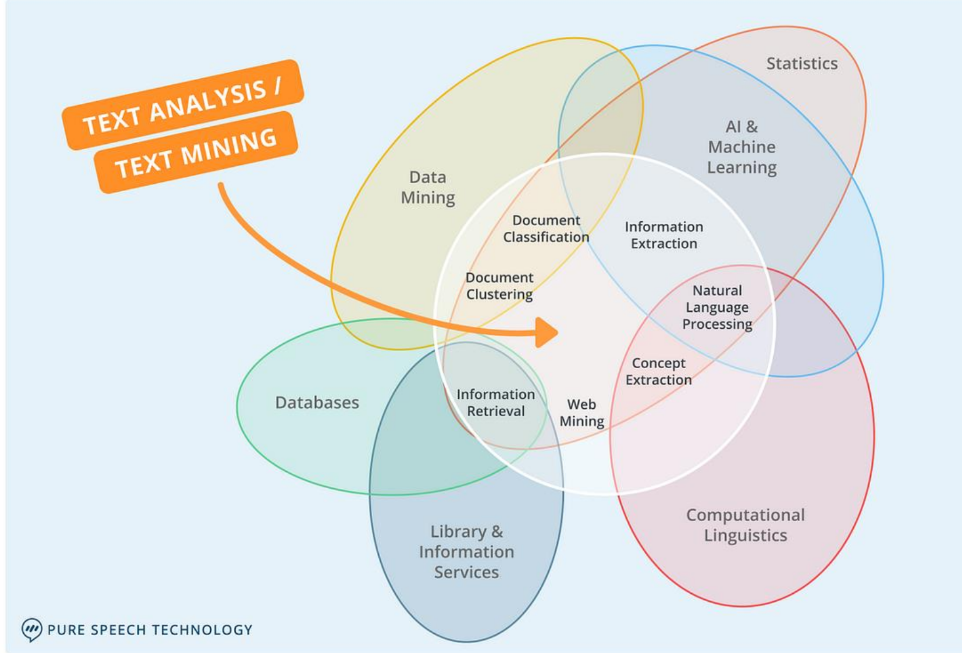 TEXT ANALYSIS /
TEXT MINING
Statistics
AI &
Machine
Learning
Data
Mining
Document
Classification
Information
Extraction
Document
Clustering
Natural
Language
Processing
Concept
Extraction
Databases
Information
Retrieval
Web
Mining
Library &
Information
Services
Computational
Linguistics
PURE SPEECH TECHNOLOGY